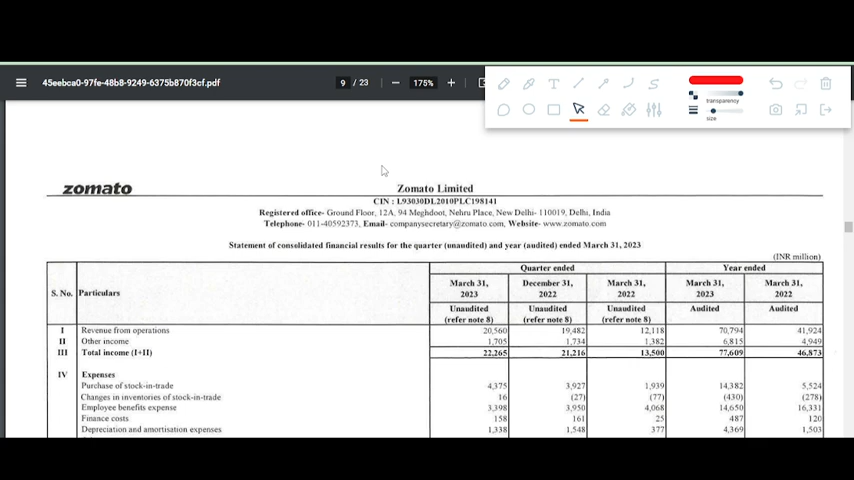 45eebca0-97fe-48b8-9249-6375b870f3cf.pdf 9 / 23 175%
transparency
size
zomato Zomato Limited
CIN : L93030DL2010PLC198141
Registered office- Ground Floor, 12A, 94 Meghdoot, Nehru Place, New Delhi- 110019, Delhi, India
Telephone- 011-40592373, Email- companysecretary@zomato.com, Website- www.zomato.com
Statement of consolidated financial results for the quarter (unaudited) and year (audited) ended March 31, 2023
(INR million)
Quarter ended Year ended
S. No. Particulars March 31, 2023 December 31, 2022 March 31, 2022 March 31, 2023 March 31, 2022
Unaudited (refer note 8) Unaudited (refer note 8) Unaudited (refer note 8) Audited Audited
I Revenue from operations 20,560 19,482 12,118 70,794 41,924
II Other income 1,705 1,734 1,382 6,815 4,949
III Total income (I+II) 22,265 21,216 13,500 77,609 46,873
IV Expenses
Purchase of stock-in-trade 4,375 3,927 1,939 14,382 5,524
Changes in inventories of stock-in-trade 16 (27) (77) (430) (278)
Employee benefits expense 3,398 3,950 4,068 14,650 16,331
Finance costs 158 161 25 487 120
Depreciation and amortisation expenses 1,338 1,548 377 4,369 1,503